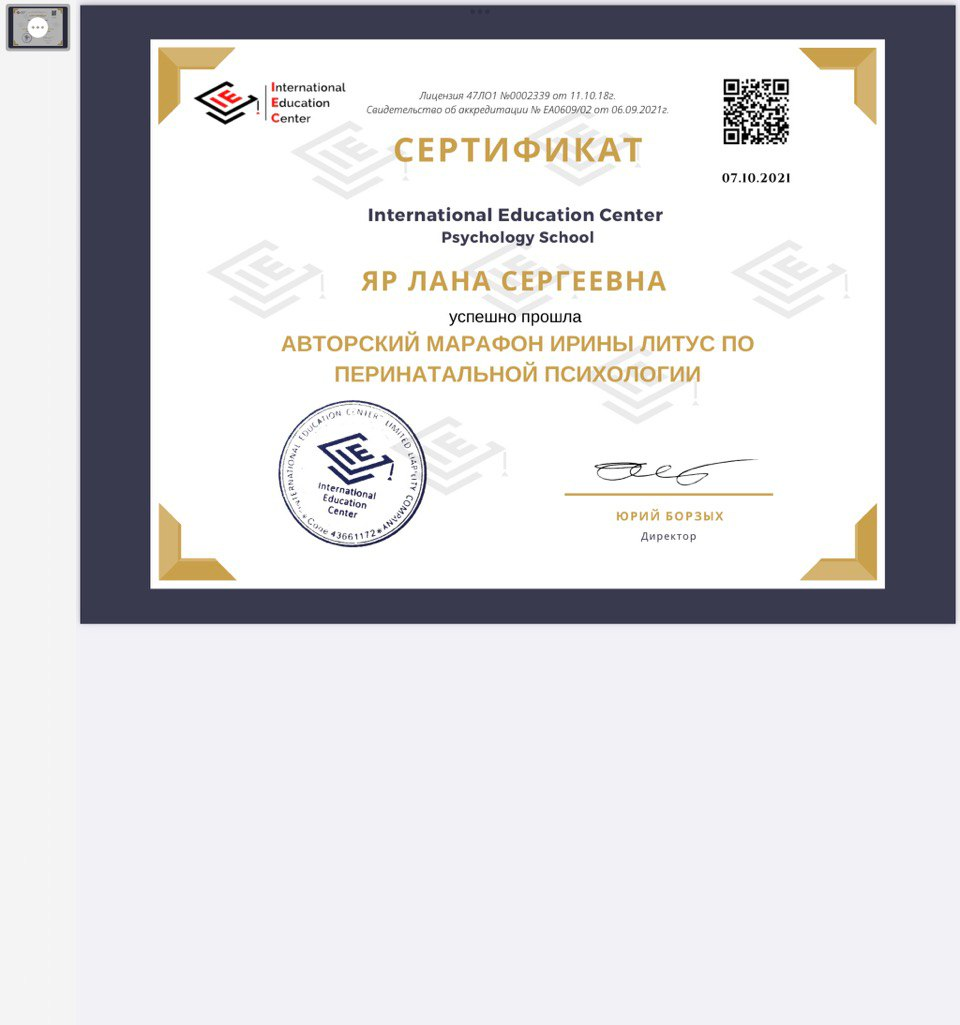 International
Education
Center
Лицензия 47ЛО1 №0002339 от 11.10.18г.
Свидетельство об аккредитации № EA0609/02 от 06.09.2021г.
СЕРТИФИКАТ
07.10.2021
International Education Center
Psychology School
ЯР ЛАНА СЕРГЕЕВНА
успешно прошла
АВТОРСКИЙ МАРАФОН ИРИНЫ ЛИТУС ПО
ПЕРИНАТАЛЬНОЙ ПСИХОЛОГИИ
INTERNATIONAL EDUCATION CENTER" LIMITED LIABILITY COMPANY
International
Education
Center
* Code 43661172 *
ЮРИЙ БОРЗЫХ
Директор